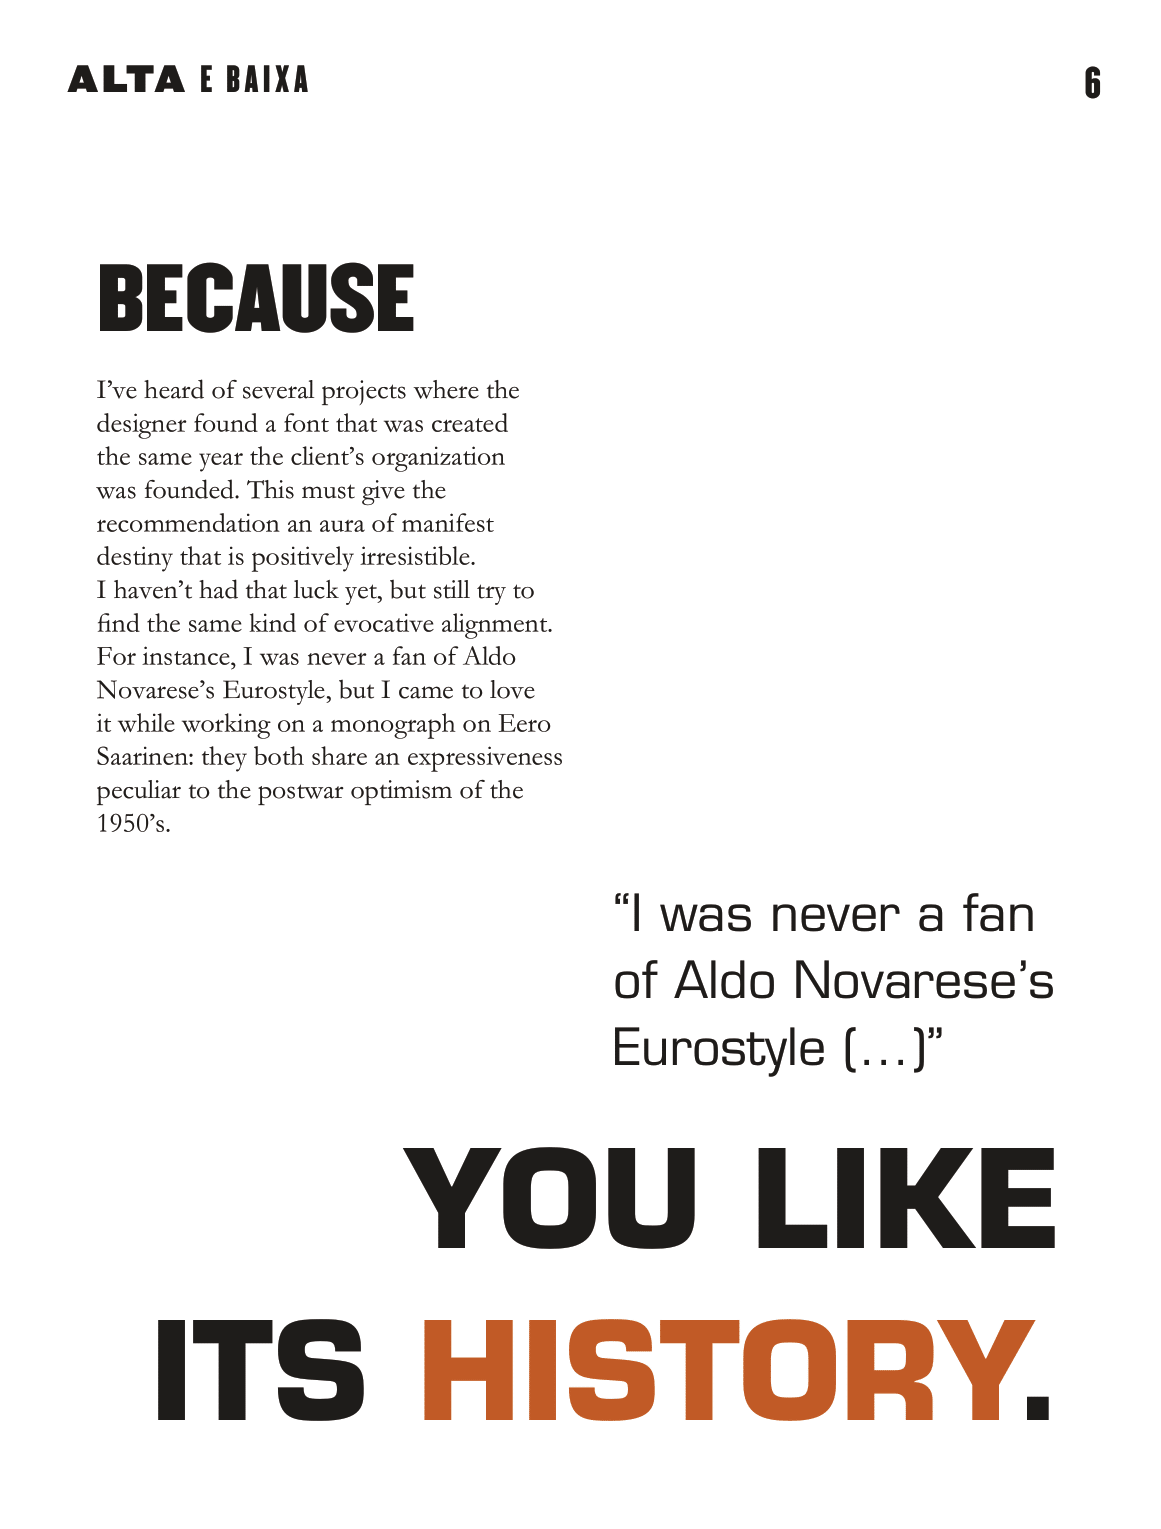 ALTA E BAIXA
6
BECAUSE
I’ve heard of several projects where the
designer found a font that was created
the same year the client’s organization
was founded. This must give the
recommendation an aura of manifest
destiny that is positively irresistible.
I haven’t had that luck yet, but still try to
find the same kind of evocative alignment.
For instance, I was never a fan of Aldo
Novarese’s Eurostyle, but I came to love
it while working on a monograph on Eero
Saarinen: they both share an expressiveness
peculiar to the postwar optimism of the
1950’s.
“I was never a fan
of Aldo Novarese’s
Eurostyle (…)”
YOU LIKE
ITS HISTORY.